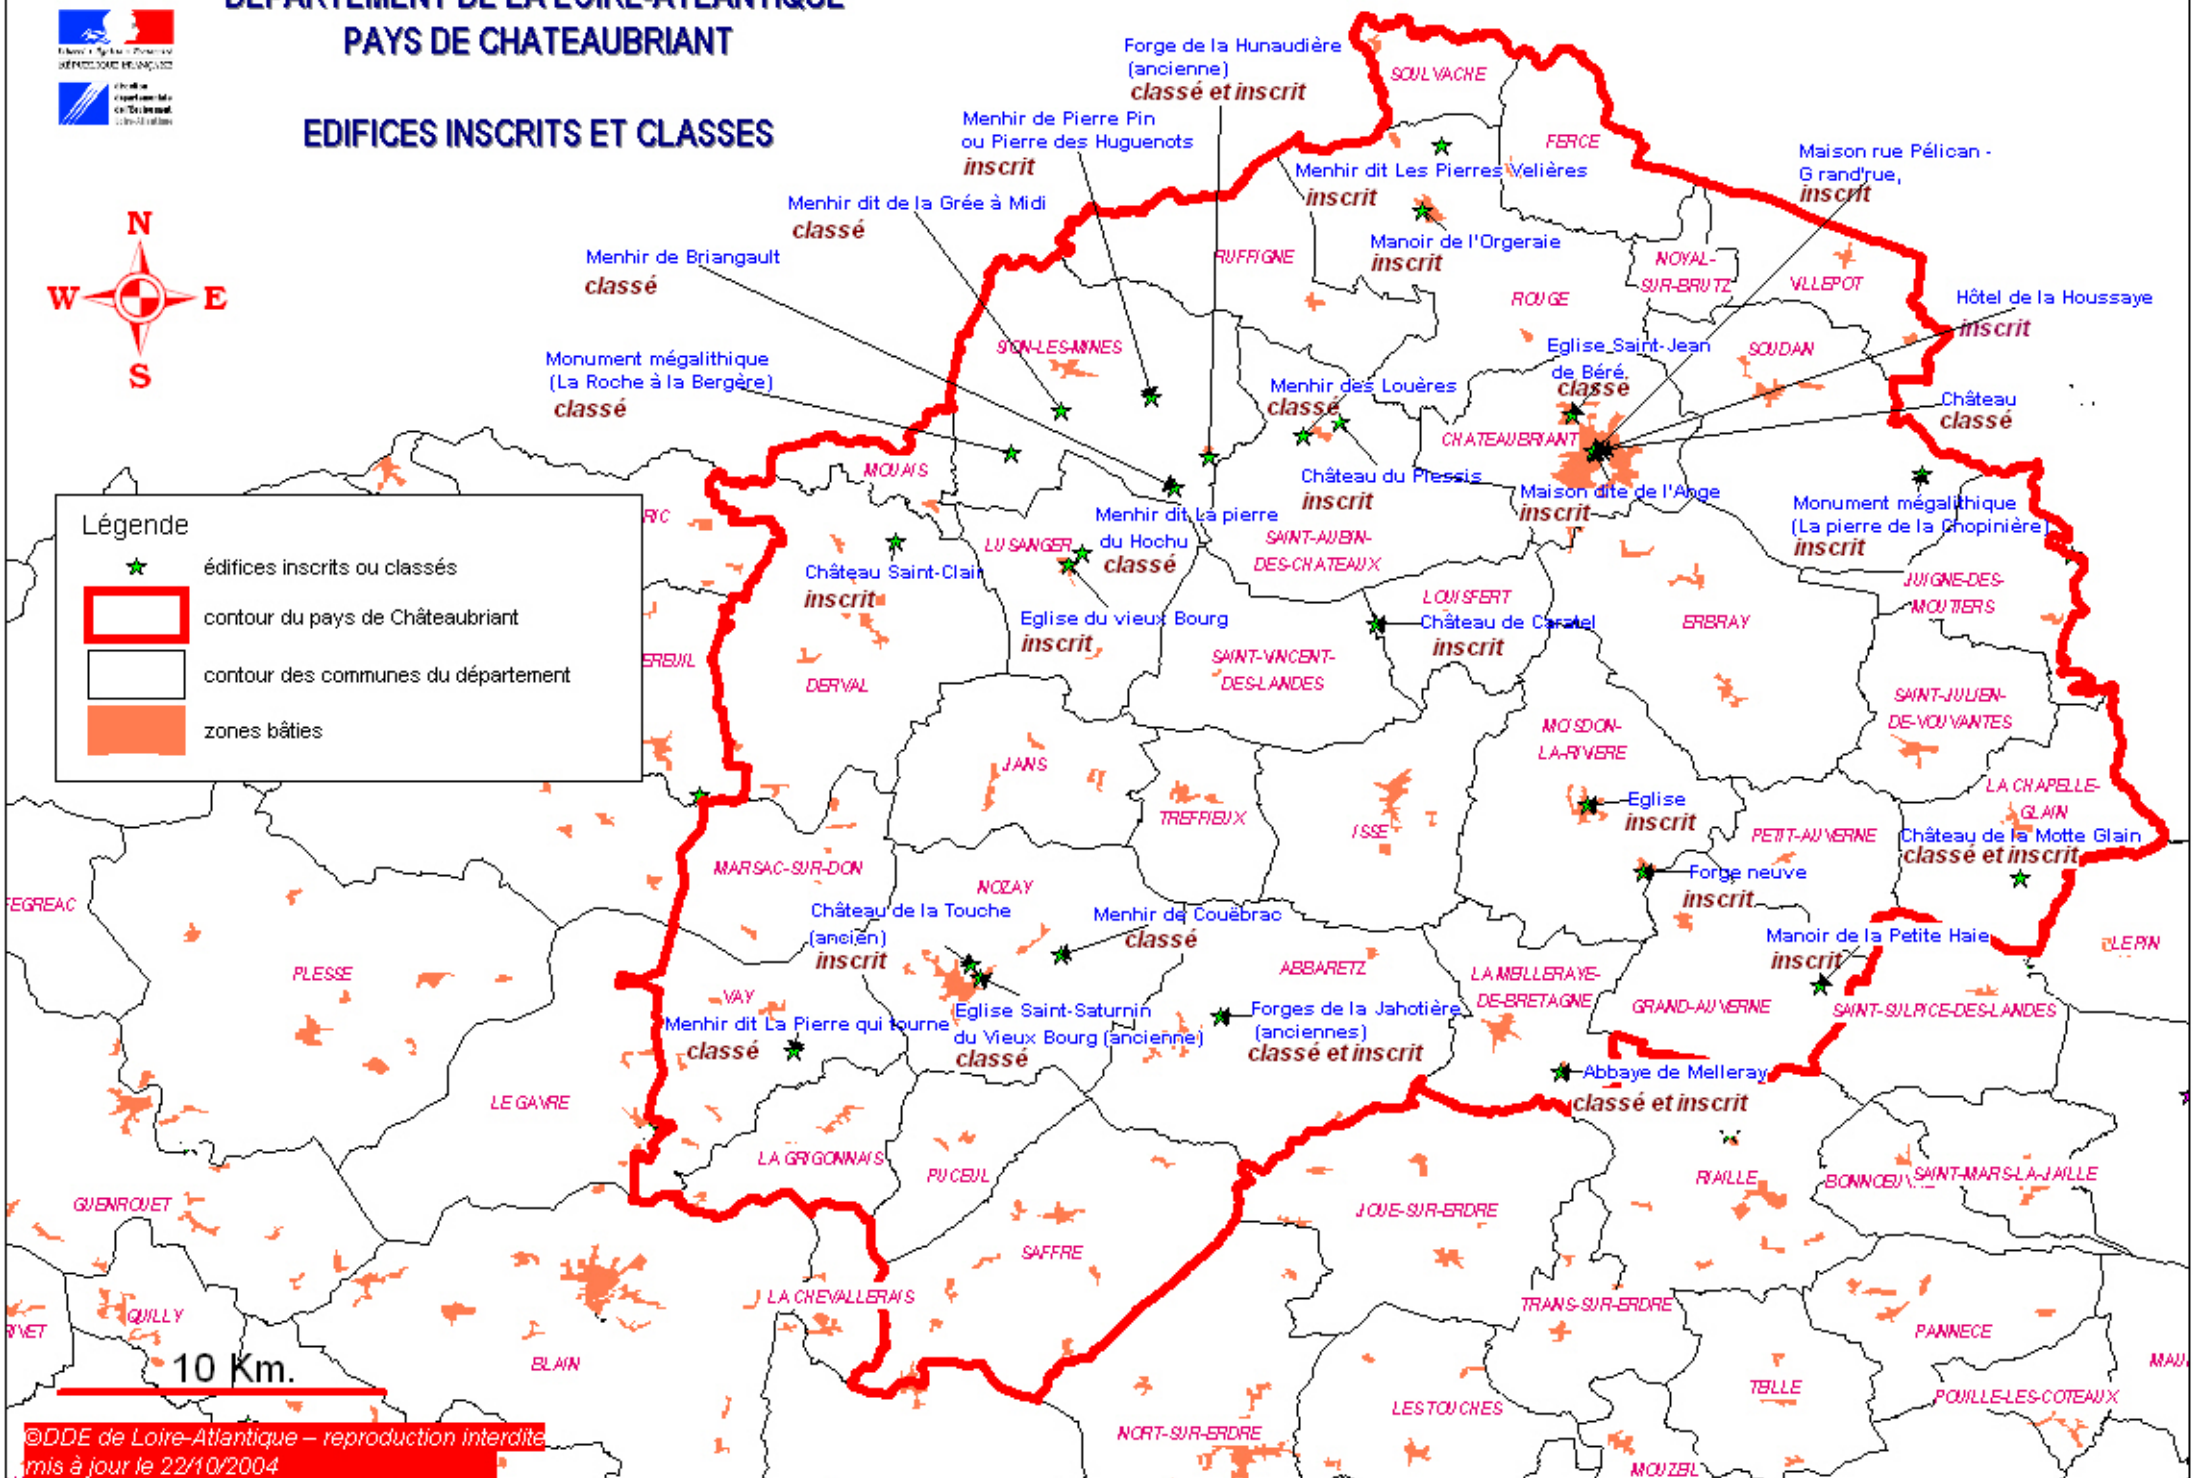 DEPARTEMENT DE LA LOIRE-ATLANTIQUE
PAYS DE CHATEAUBRIANT
EDIFICES INSCRITS ET CLASSES
RÉPUBLIQUE FRANÇAISE
N
W
E
S
Forge de la Hunaudière
(ancienne)
classé et inscrit
Menhir de Pierre Pin
ou Pierre des Huguenots
inscrit
Menhir dit de la Grée à Midi
classé
Menhir de Briangault
classé
Monument mégalithique
(La Roche à la Bergère)
classé
SOULVACHE
FERCE
Menhir dit Les Pierres Velières
inscrit
Manoir de l'Orgeraie
inscrit
Maison rue Pélican -
G rand'rue,
inscrit
RUFFIGNE
ROUGE
NOYAL-
SUR-BRUTZ
VILLEPOT
Hôtel de la Houssaye
inscrit
SION-LES-MINES
SOUDAN
Eglise Saint-Jean
de Béré
classé
Menhir des Louères
classé
Château
classé
CHATEAUBRIANT
MOUAIS
Château du Plessis
inscrit
Maison dite de l'Ange
inscrit
Monument mégalithique
(La pierre de la Chopinière)
inscrit
Légende
édifices inscrits ou classés
contour du pays de Châteaubriant
contour des communes du département
zones bâties
RIC
EREUIL
LUSANGER
Menhir dit La pierre
du Hochu
classé
SAINT-AUBIN-
DES-CHATEAUX
Château Saint-Clair
inscrit
JUIGNE-DES-
MOUTIERS
LOUISFERT
Château de Caratel
inscrit
ERBRAY
Eglise du vieux Bourg
inscrit
SAINT-VINCENT-
DES-LANDES
DERVAL
SAINT-JULIEN-
DE-VOUVANTES
MOISDON-
LA-RIVIERE
JANS
TREFFIEUX
ISSE
Eglise
inscrit
LA CHAPELLE-
GLAIN
PETIT-AUVERNE
Château de la Motte Glain
classé et inscrit
MARSAC-SUR-DON
NOZAY
Forge neuve
inscrit
EGREAC
Château de la Touche
(ancien)
inscrit
Menhir de Couëbrac
classé
Manoir de la Petite Haie
inscrit
LEPIN
PLESSE
ABBARETZ
LA MEILLERAYE-
DE-BRETAGNE
GRAND-AUVERNE
SAINT-SULPICE-DES-LANDES
VAY
Menhir dit La Pierre qui tourne
classé
Eglise Saint-Saturnin
du Vieux Bourg (ancienne)
classé
Forges de la Jahotière
(anciennes)
classé et inscrit
Abbaye de Melleray
classé et inscrit
LE GAVRE
LA GRIGONNAIS
PUCEUL
RIAILLE
SAINT-MARS-LA-JAILLE
GUENROUET
JOUE-SUR-ERDRE
SAFFRE
LA CHEVALLERAIS
TRANS-SUR-ERDRE
QUILLY
BLAIN
PANNECE
TEILLE
POUILLE-LES-COTEAUX
LES TOUCHES
NORT-SUR-ERDRE
MOUZEIL
10 Km.
©DDE de Loire-Atlantique – reproduction interdite
mis à jour le 22/10/2004